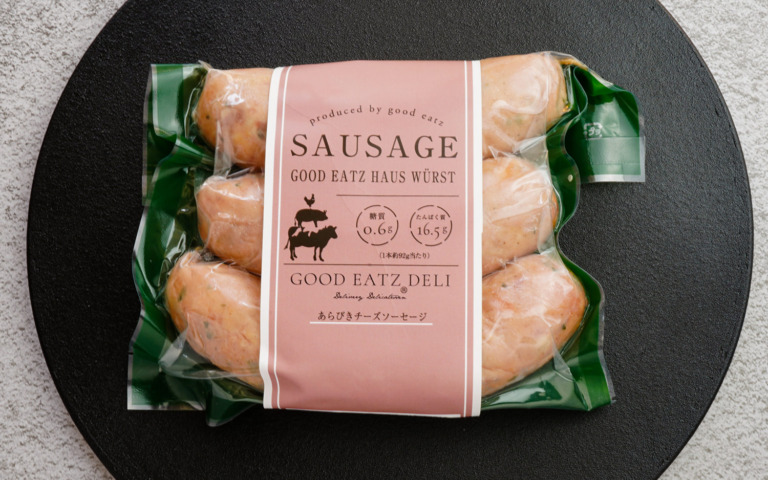 produced by good eatz
SAUSAGE
GOOD EATZ HAUS WÜRST
糖質
0.6g
たんぱく質
16.5g
(1本約92g当たり)
GOOD EATZ DELI
®
Delivery Delicatessen
あらびきチーズソーセージ